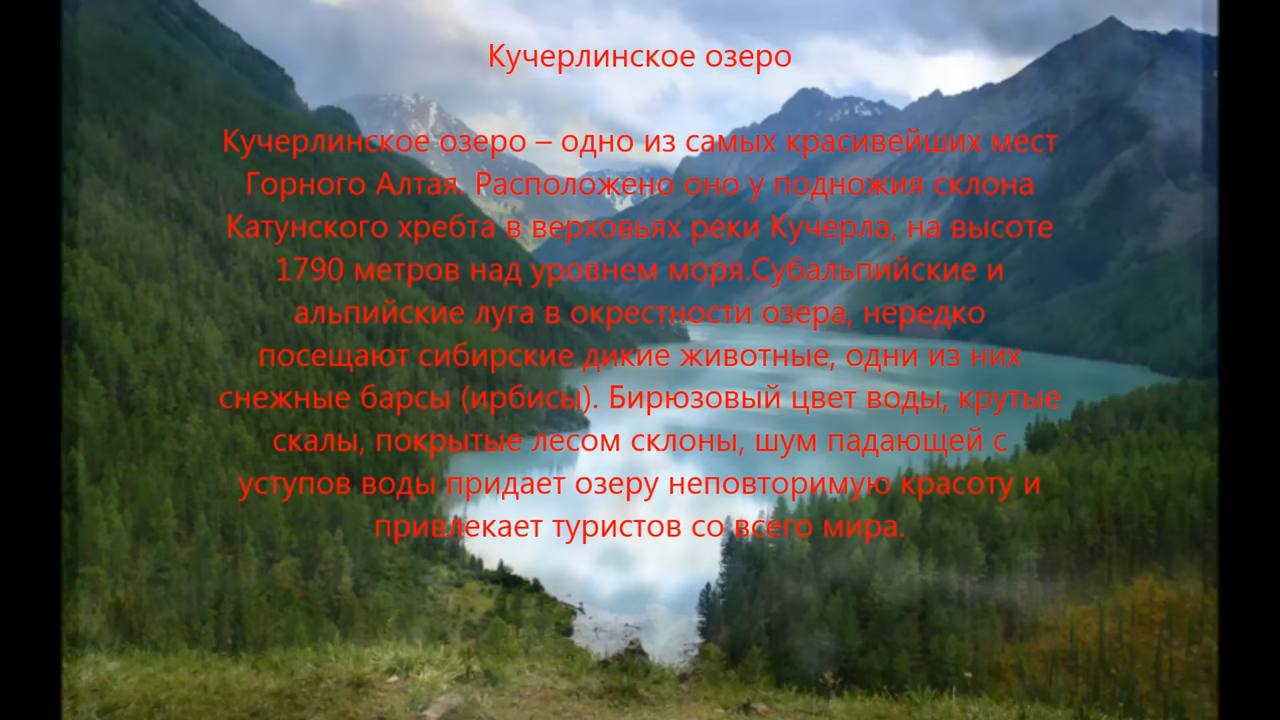 Кучерлинское озеро
Кучерлинское озеро – одно из самых красивейших мест
Горного Алтая. Расположено оно у подножия склона
Катунского хребта в верховьях реки Кучерла, на высоте
1790 метров над уровнем моря.Субальпийские и
альпийские луга в окрестности озера, нередко
посещают сибирские дикие животные, одни из них
снежные барсы (ирбисы). Бирюзовый цвет воды, крутые
скалы, покрытые лесом склоны, шум падающей с
уступов воды придает озеру неповторимую красоту и
привлекает туристов со всего мира.